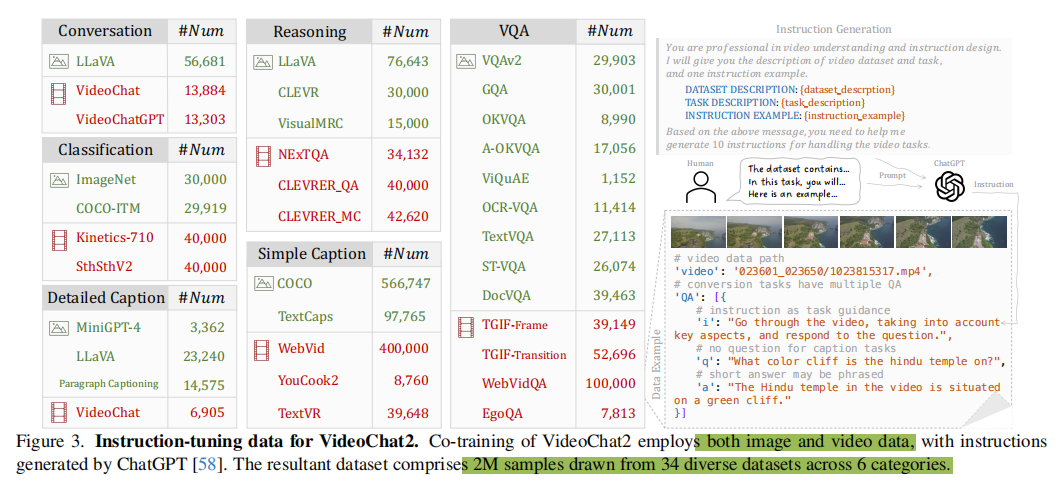 Conversation #Num
LLaVA 56,681
VideoChat 13,884
VideoChatGPT 13,303
Classification #Num
ImageNet 30,000
COCO-ITM 29,919
Kinetics-710 40,000
SthSthV2 40,000
Detailed Caption #Num
MiniGPT-4 3,362
LLaVA 23,240
Paragraph Captioning 14,575
VideoChat 6,905
Reasoning #Num
LLaVA 76,643
CLEVR 30,000
VisualMRC 15,000
NExTQA 34,132
CLEVRER_QA 40,000
CLEVRER_MC 42,620
Simple Caption #Num
COCO 566,747
TextCaps 97,765
WebVid 400,000
YouCook2 8,760
TextVR 39,648
VQA #Num
VQAv2 29,903
GQA 30,001
OKVQA 8,990
A-OKVQA 17,056
ViQuAE 1,152
OCR-VQA 11,414
TextVQA 27,113
ST-VQA 26,074
DocVQA 39,463
TGIF-Frame 39,149
TGIF-Transition 52,696
WebVidQA 100,000
EgoQA 7,813
Instruction Generation
You are professional in video understanding and instruction design.
I will give you the description of video dataset and task,
and one instruction example.
DATASET DESCRIPTION: {dataset_descrption}
TASK DESCRIPTION: {task_description}
INSTRUCTION EXAMPLE: {instruction_example}
Based on the above message, you need to help me
generate 10 instructions for handling the video tasks.
Human
The dataset contains...
In this task, you will...
Here is an example...
Prompt
ChatGPT
Instruction
Data Example
# video data path
'video': '023601_023650/1023815317.mp4',
# conversion tasks have multiple QA
'QA': [{
# instruction as task guidance
'i': "Go through the video, taking into account
key aspects, and respond to the question.",
# no question for caption tasks
'q': "What color cliff is the hindu temple on?",
# short answer may be phrased
'a': "The Hindu temple in the video is situated
on a green cliff."
}]
Figure 3. Instruction-tuning data for VideoChat2. Co-training of VideoChat2 employs both image and video data, with instructions
generated by ChatGPT [58]. The resultant dataset comprises 2M samples drawn from 34 diverse datasets across 6 categories.